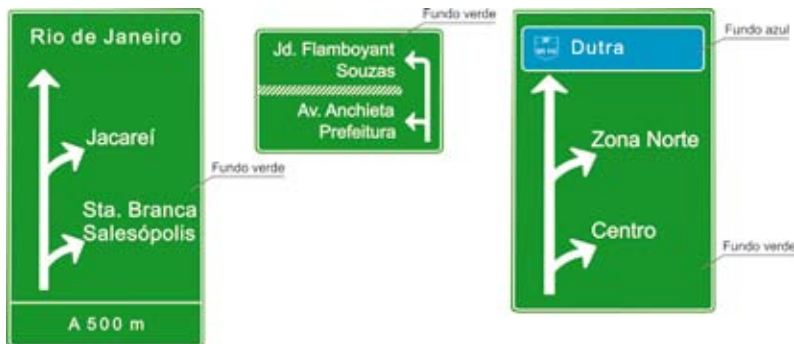 Rio de Janeiro
Jacareí
Sta. Branca
Salesópolis
A 500 m
Fundo verde
Fundo verde
Jd. Flamboyant
Souzas
Av. Anchieta
Prefeitura
Fundo azul
Dutra
Zona Norte
Centro
Fundo verde